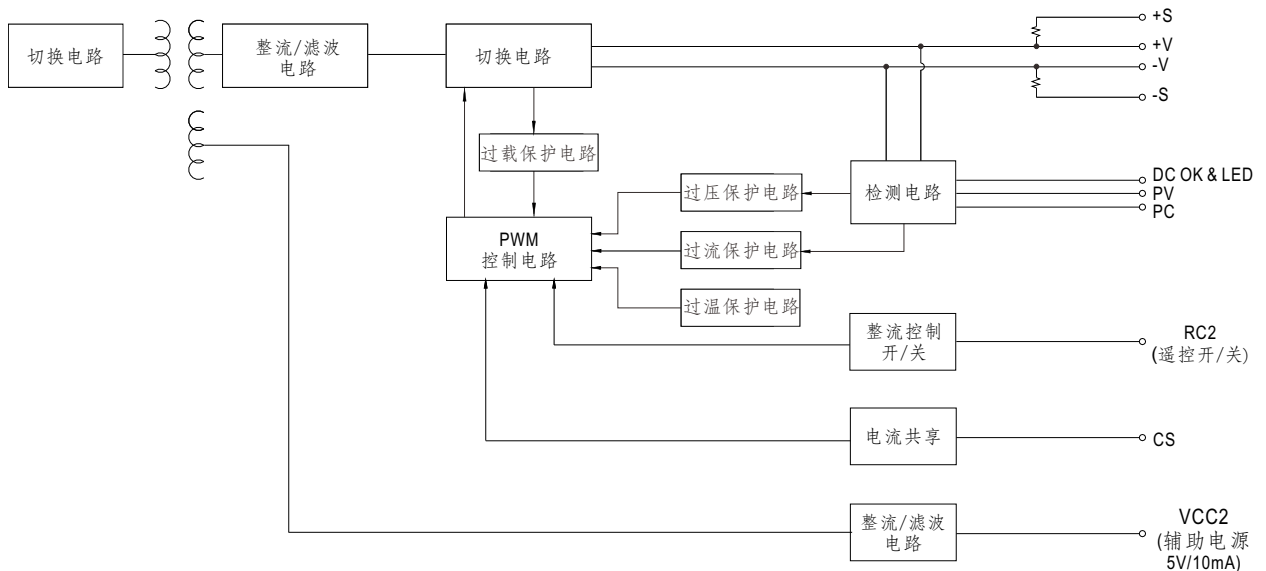 +S
切换电路
整流/滤波
电路
切换电路
+V
-V
-S
过载保护电路
过压保护电路
检测电路
DC OK & LED
PV
PC
PWM
控制电路
过流保护电路
过温保护电路
整流控制
开/关
RC2
(遥控开/关)
电流共享
CS
整流/滤波
电路
VCC2
(辅助电源
5V/10mA)